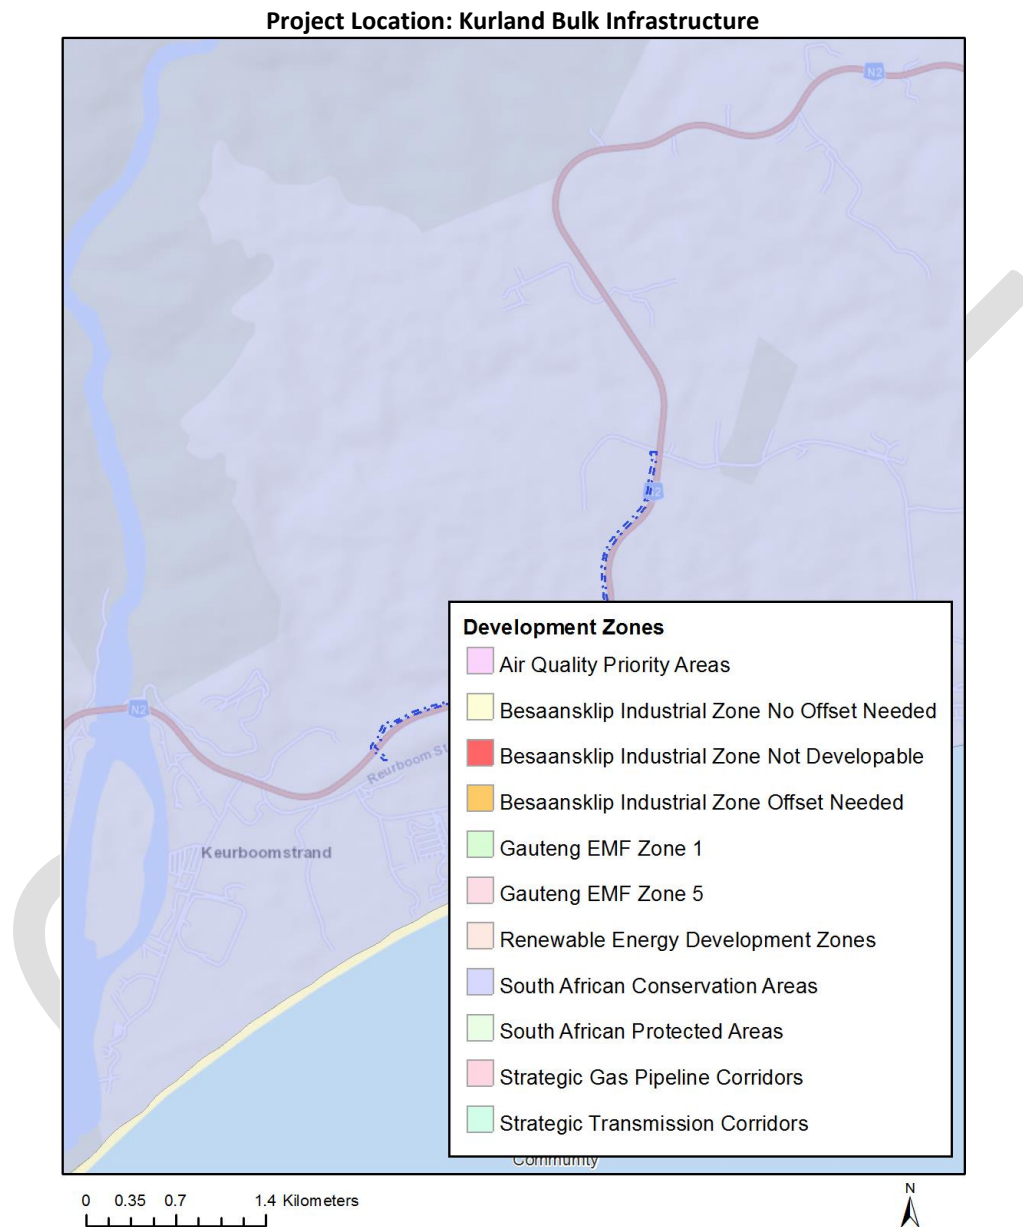 Project Location: Kurland Bulk Infrastructure
N2
N2
Keurboomstrand
Development Zones
Air Quality Priority Areas
Besaansklip Industrial Zone No Offset Needed
Besaansklip Industrial Zone Not Developable
Besaansklip Industrial Zone Offset Needed
Gauteng EMF Zone 1
Gauteng EMF Zone 5
Renewable Energy Development Zones
South African Conservation Areas
South African Protected Areas
Strategic Gas Pipeline Corridors
Strategic Transmission Corridors
Community
0 0.35 0.7 1.4 Kilometers
N